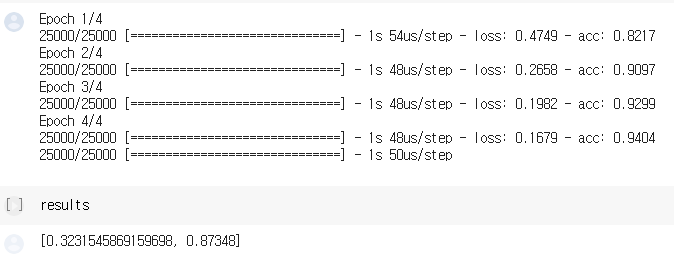 Epoch 1/4
25000/25000 [==============================] - 1s 54us/step - loss: 0.4749 - acc: 0.8217
Epoch 2/4
25000/25000 [==============================] - 1s 48us/step - loss: 0.2658 - acc: 0.9097
Epoch 3/4
25000/25000 [==============================] - 1s 48us/step - loss: 0.1982 - acc: 0.9299
Epoch 4/4
25000/25000 [==============================] - 1s 48us/step - loss: 0.1679 - acc: 0.9404
25000/25000 [==============================] - 1s 50us/step
[ ] results
[0.3231545869159698, 0.87348]